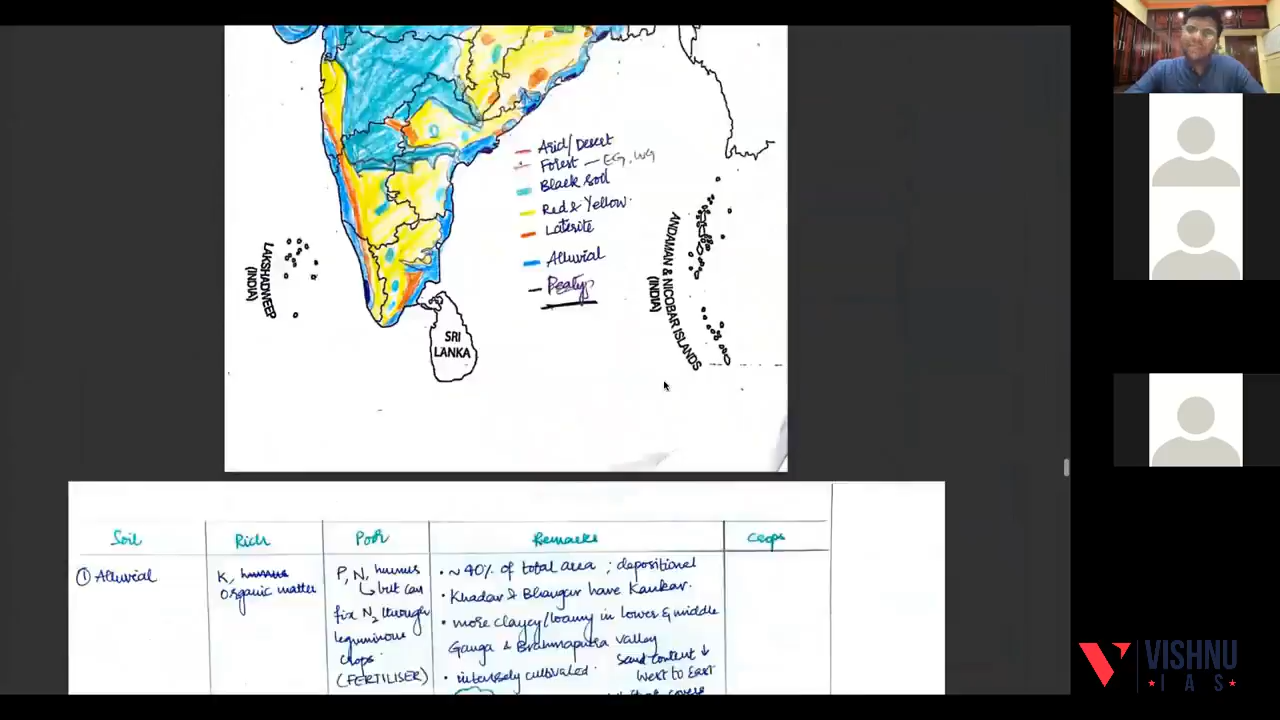 Arid/Desert
Forest — EG, WG
Black Soil
Red & Yellow.
Laterite
Alluvial
Peaty
LAKSHADWEEP
(INDIA)
ANDAMAN & NICOBAR ISLANDS
(INDIA)
SRI
LANKA
Soil
Rich
Poor
Remarks
Crops
① Alluvial
K, humus
organic matter
P, N, humus
but can
fix N2 through
leguminous
crops.
(FERTILISER)
• ~40% of total area ; depositional
• Khadar & Bhangar have Kankar.
• more clayey/loamy in lower & middle
Ganga & Brahmaputra valley
• intensely cultivated.
Sand content ↓
West to East
covers
VISHNU
IAS